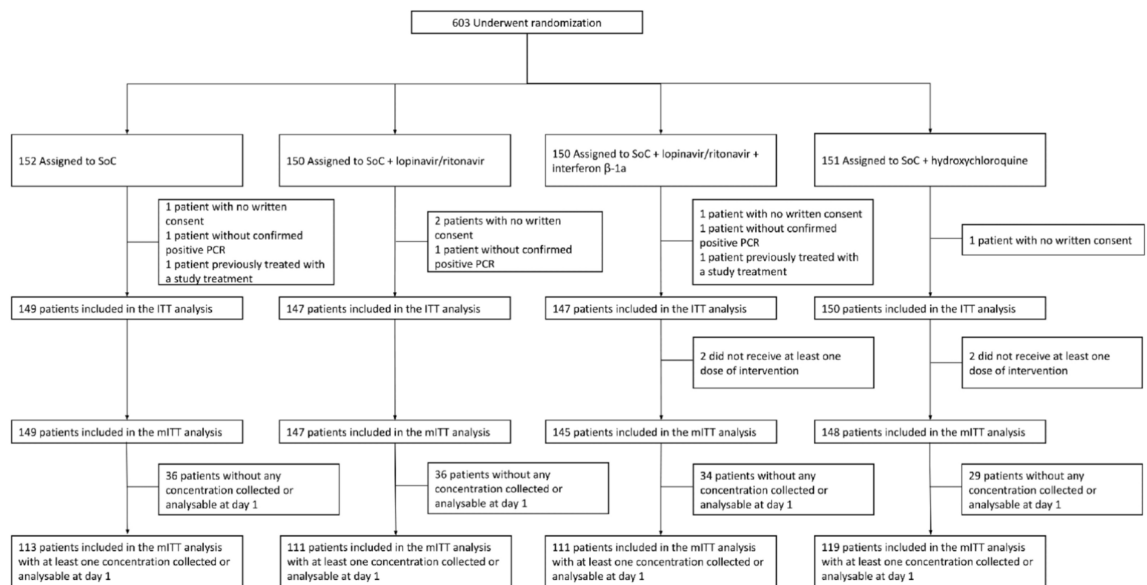 603 Underwent randomization
152 Assigned to SoC
150 Assigned to SoC + lopinavir/ritonavir
150 Assigned to SoC + lopinavir/ritonavir +
interferon β-1a
151 Assigned to SoC + hydroxychloroquine
1 patient with no written
consent
1 patient without confirmed
positive PCR
1 patient previously treated with
a study treatment
2 patients with no written
consent
1 patient without confirmed
positive PCR
1 patient with no written consent
1 patient without confirmed
positive PCR
1 patient previously treated with
a study treatment
1 patient with no written consent
149 patients included in the ITT analysis
147 patients included in the ITT analysis
147 patients included in the ITT analysis
150 patients included in the ITT analysis
2 did not receive at least one
dose of intervention
2 did not receive at least one
dose of intervention
149 patients included in the mITT analysis
147 patients included in the mITT analysis
145 patients included in the mITT analysis
148 patients included in the mITT analysis
36 patients without any
concentration collected or
analysable at day 1
36 patients without any
concentration collected or
analysable at day 1
34 patients without any
concentration collected or
analysable at day 1
29 patients without any
concentration collected or
analysable at day 1
113 patients included in the mITT analysis
with at least one concentration collected or
analysable at day 1
111 patients included in the mITT analysis
with at least one concentration collected or
analysable at day 1
111 patients included in the mITT analysis
with at least one concentration collected or
analysable at day 1
119 patients included in the mITT analysis
with at least one concentration collected or
analysable at day 1